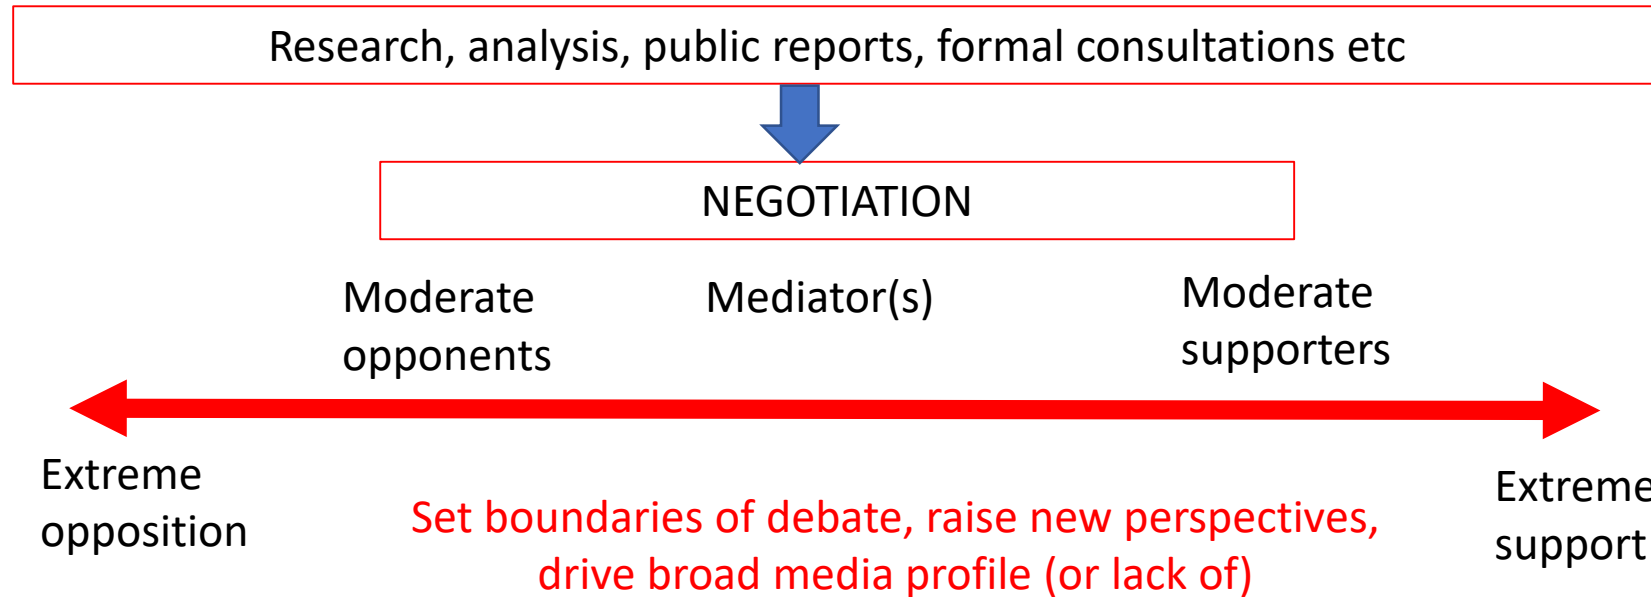 Research, analysis, public reports, formal consultations etc
NEGOTIATION
Moderate
opponents
Mediator(s)
Moderate
supporters
Extreme
opposition
Set boundaries of debate, raise new perspectives,
drive broad media profile (or lack of)
Extreme
support